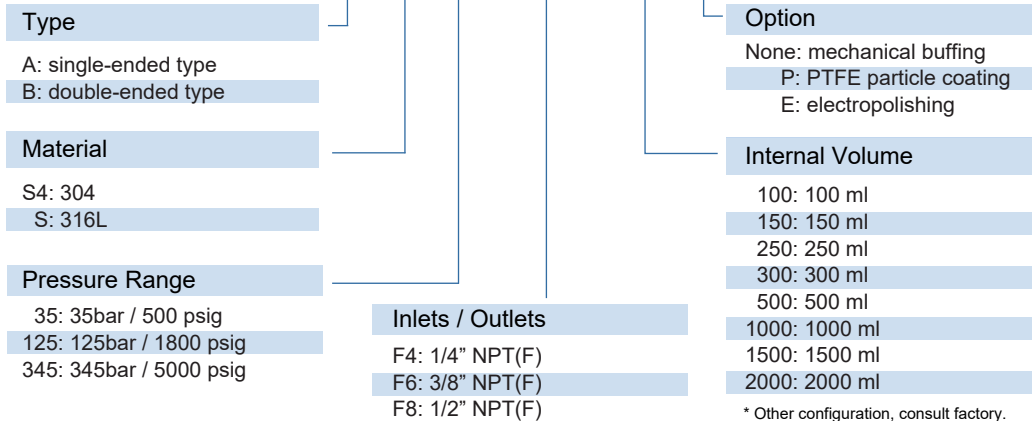 Type
A: single-ended type
B: double-ended type
Material
S4: 304
S: 316L
Pressure Range
35: 35bar / 500 psig
125: 125bar / 1800 psig
345: 345bar / 5000 psig
Inlets / Outlets
F4: 1/4” NPT(F)
F6: 3/8” NPT(F)
F8: 1/2” NPT(F)
Option
None: mechanical buffing
P: PTFE particle coating
E: electropolishing
Internal Volume
100: 100 ml
150: 150 ml
250: 250 ml
300: 300 ml
500: 500 ml
1000: 1000 ml
1500: 1500 ml
2000: 2000 ml
* Other configuration, consult factory.